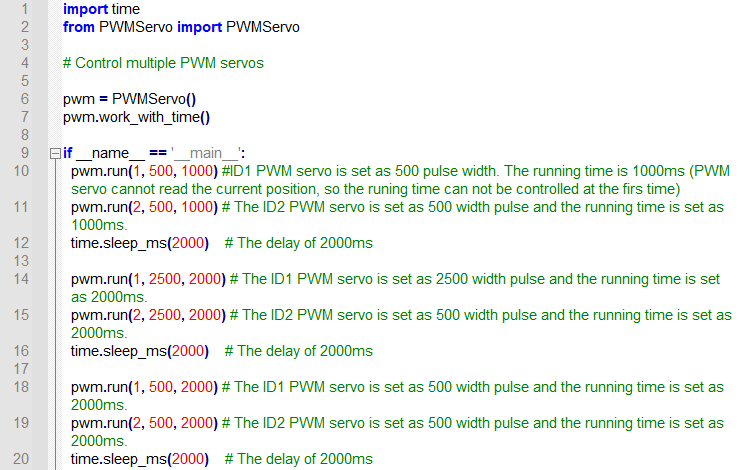 1 import time
2 from PWMServo import PWMServo
3
4 # Control multiple PWM servos
5
6 pwm = PWMServo()
7 pwm.work_with_time()
8
9 if __name__ == '__main__':
10 pwm.run(1, 500, 1000) #ID1 PWM servo is set as 500 pulse width. The running time is 1000ms (PWM
servo cannot read the current position, so the runing time can not be controlled at the firs time)
11 pwm.run(2, 500, 1000) # The ID2 PWM servo is set as 500 width pulse and the running time is set as
1000ms.
12 time.sleep_ms(2000) # The delay of 2000ms
13
14 pwm.run(1, 2500, 2000) # The ID1 PWM servo is set as 2500 width pulse and the running time is set
as 2000ms.
15 pwm.run(2, 2500, 2000) # The ID2 PWM servo is set as 500 width pulse and the running time is set as
2000ms.
16 time.sleep_ms(2000) # The delay of 2000ms
17
18 pwm.run(1, 500, 2000) # The ID1 PWM servo is set as 500 width pulse and the running time is set as
2000ms.
19 pwm.run(2, 500, 2000) # The ID2 PWM servo is set as 500 width pulse and the running time is set as
2000ms.
20 time.sleep_ms(2000) # The delay of 2000ms